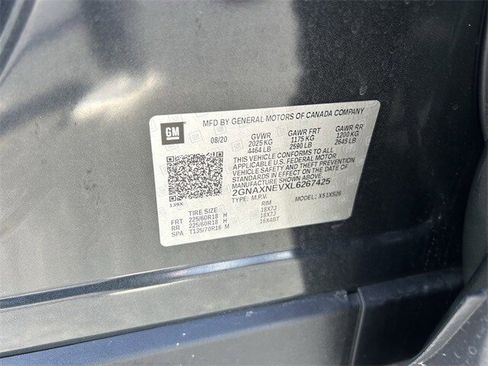 GM
MFD BY GENERAL MOTORS OF CANADA COMPANY
08/20 GVWR GAWR FRT GAWR RR
2025 KG 1175 KG 1200 KG
4464 LB 2590 LB 2645 LB
THIS VEHICLE CONFORMS TO ALL
APPLICABLE U.S. FEDERAL MOTOR
VEHICLE SAFETY, BUMPER, AND THEFT
PREVENTION STANDARDS IN EFFECT ON
THE DATE OF MANUFACTURE SHOWN ABOVE.
2GNAXNEVXL6267425
TYPE: M.P.V. MODEL:
TIRE SIZE RIM
FRT 225/60R18 H 18X7J
RR 225/60R18 H 18X7J
SPA T135/70R16 M 16X4BT